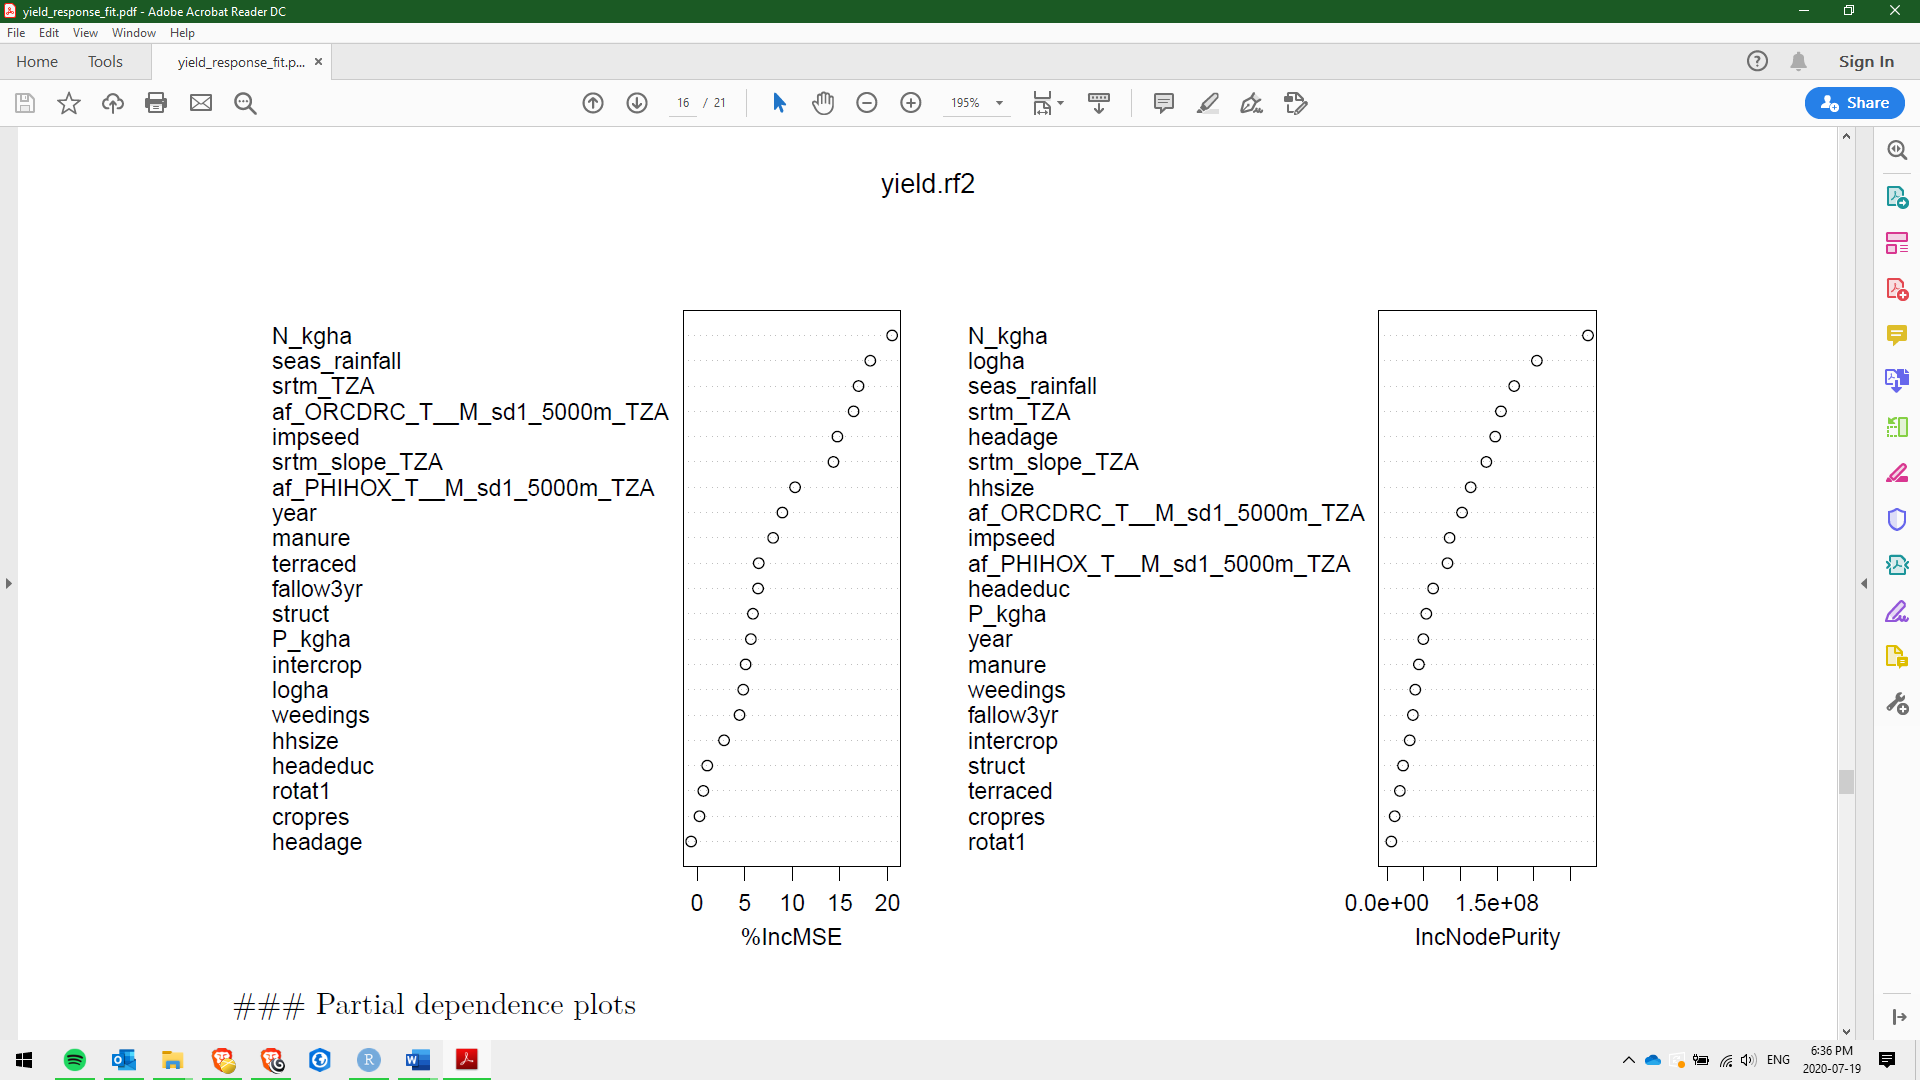 yield_response_fit.pdf - Adobe Acrobat Reader DC
File Edit View Window Help
Home Tools yield_response_fit.p... ×
Sign In
16 / 21
195%
Share
yield.rf2
N_kgha
seas_rainfall
srtm_TZA
af_ORCDRC_T__M_sd1_5000m_TZA
impseed
srtm_slope_TZA
af_PHIHOX_T__M_sd1_5000m_TZA
year
manure
terraced
fallow3yr
struct
P_kgha
intercrop
logha
weedings
hhsize
headeduc
rotat1
cropres
headage
0 5 10 15 20
%IncMSE
N_kgha
logha
seas_rainfall
srtm_TZA
headage
srtm_slope_TZA
hhsize
af_ORCDRC_T__M_sd1_5000m_TZA
impseed
af_PHIHOX_T__M_sd1_5000m_TZA
headeduc
P_kgha
year
manure
weedings
fallow3yr
intercrop
struct
terraced
cropres
rotat1
0.0e+00 1.5e+08
IncNodePurity
### Partial dependence plots
ENG
6:36 PM
2020-07-19